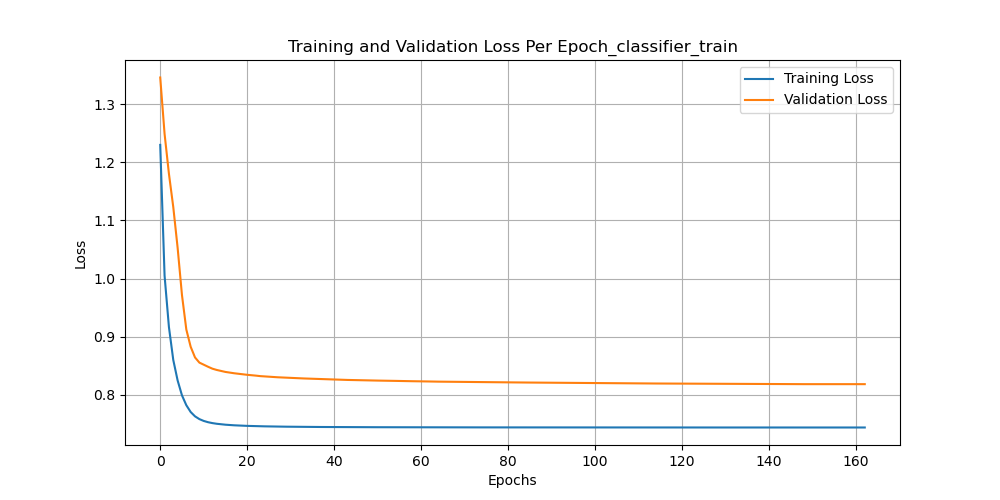 Training and Validation Loss Per Epoch_classifier_train
Training Loss
Validation Loss
1.3
1.2
1.1
1.0
0.9
0.8
Loss
0 20 40 60 80 100 120 140 160
Epochs